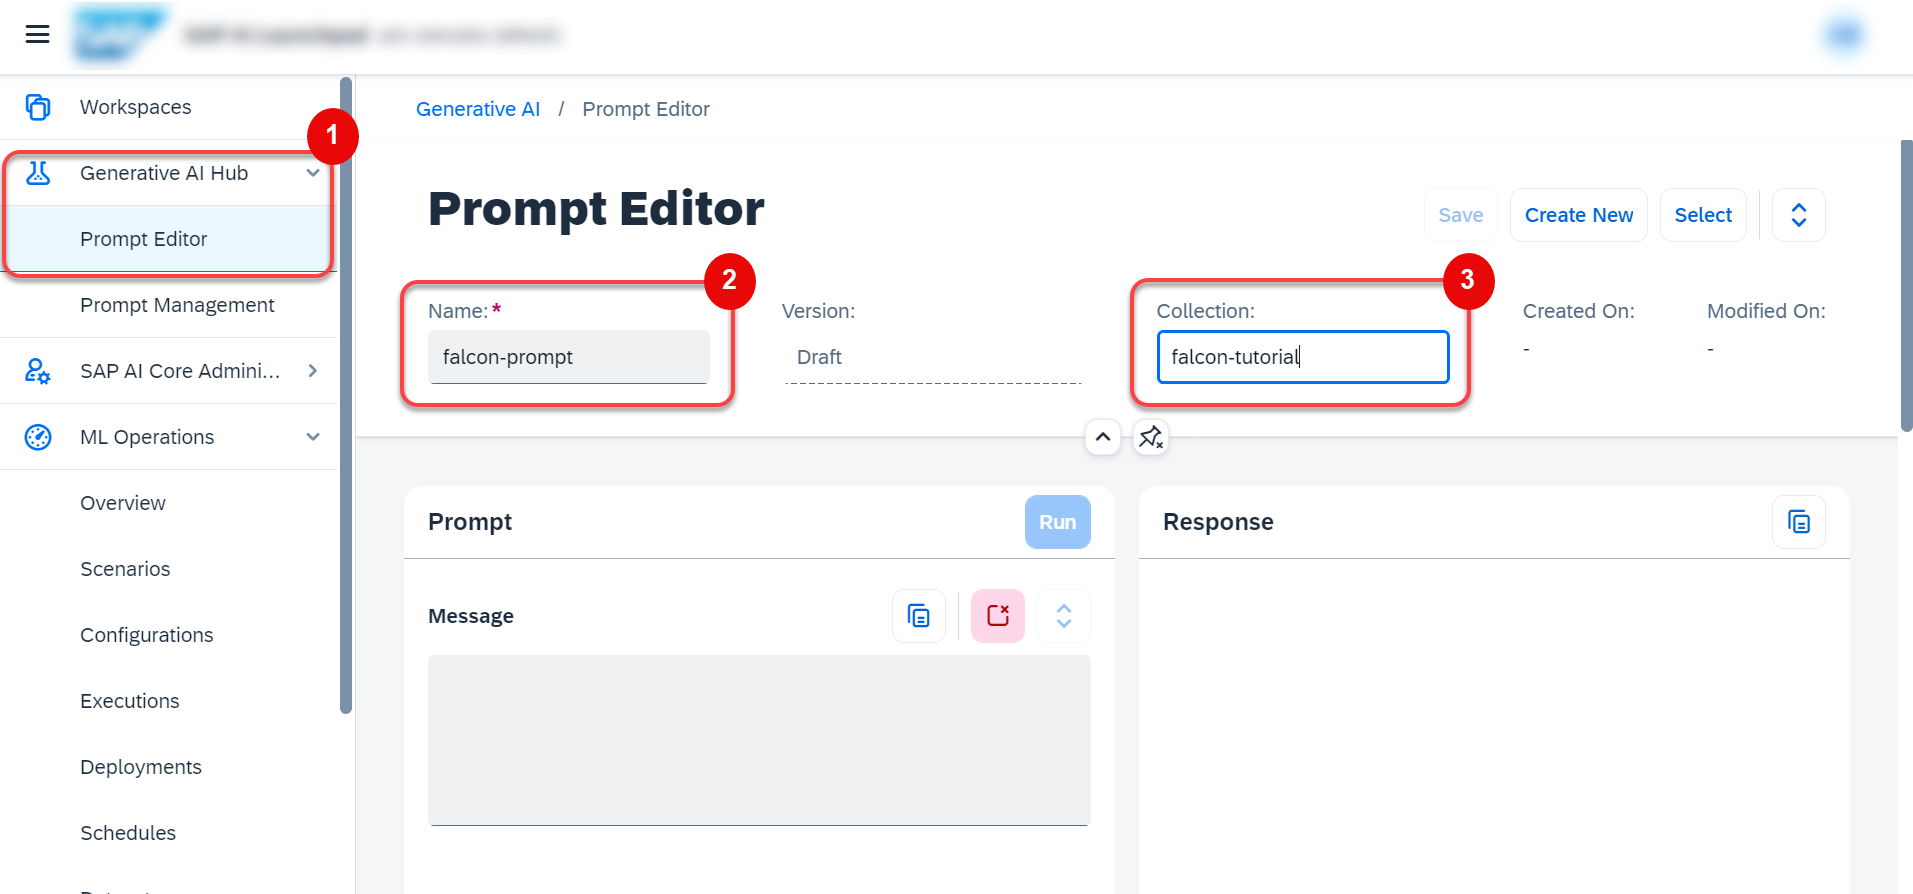 Workspaces
1
Generative AI Hub
Prompt Editor
Prompt Management
SAP AI Core Admini...
ML Operations
Overview
Scenarios
Configurations
Executions
Deployments
Schedules
Generative AI / Prompt Editor
Prompt Editor
Save
Create New
Select
2
3
Name:*
falcon-prompt
Version:
Draft
Collection:
falcon-tutorial
Created On:
-
Modified On:
-
Prompt
Run
Message
Response